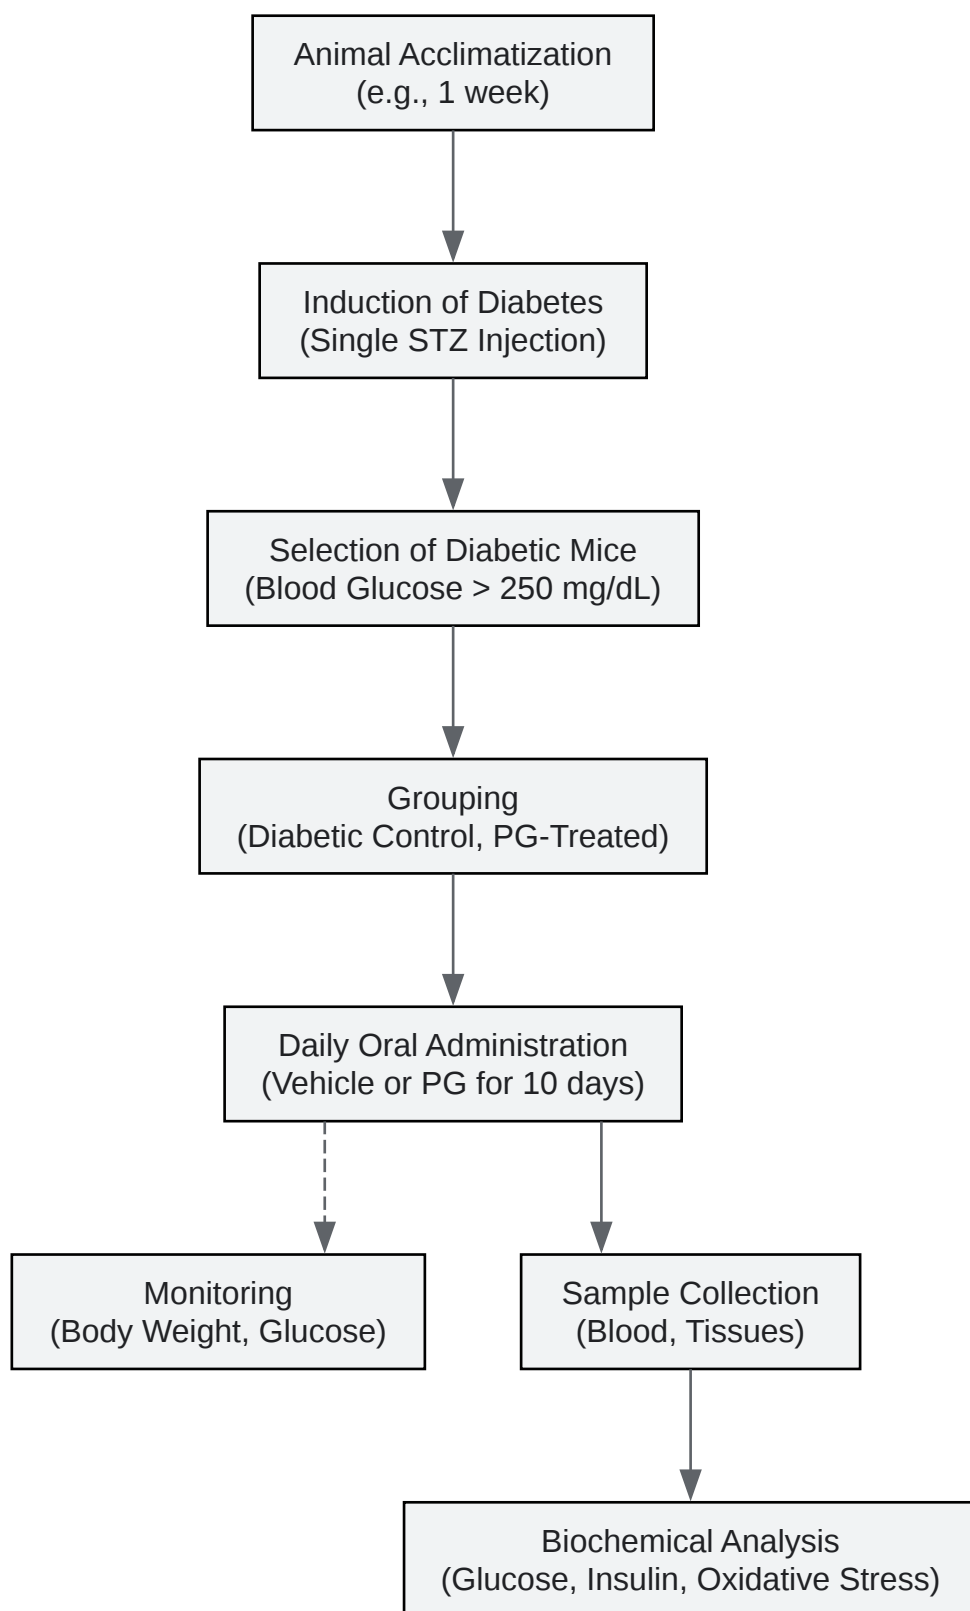 Animal Acclimatization
(e.g., 1 week)
Induction of Diabetes
(Single STZ Injection)
Selection of Diabetic Mice
(Blood Glucose > 250 mg/dL)
Grouping
(Diabetic Control, PG-Treated)
Daily Oral Administration
(Vehicle or PG for 10 days)
Monitoring
(Body Weight, Glucose)
Sample Collection
(Blood, Tissues)
Biochemical Analysis
(Glucose, Insulin, Oxidative Stress)